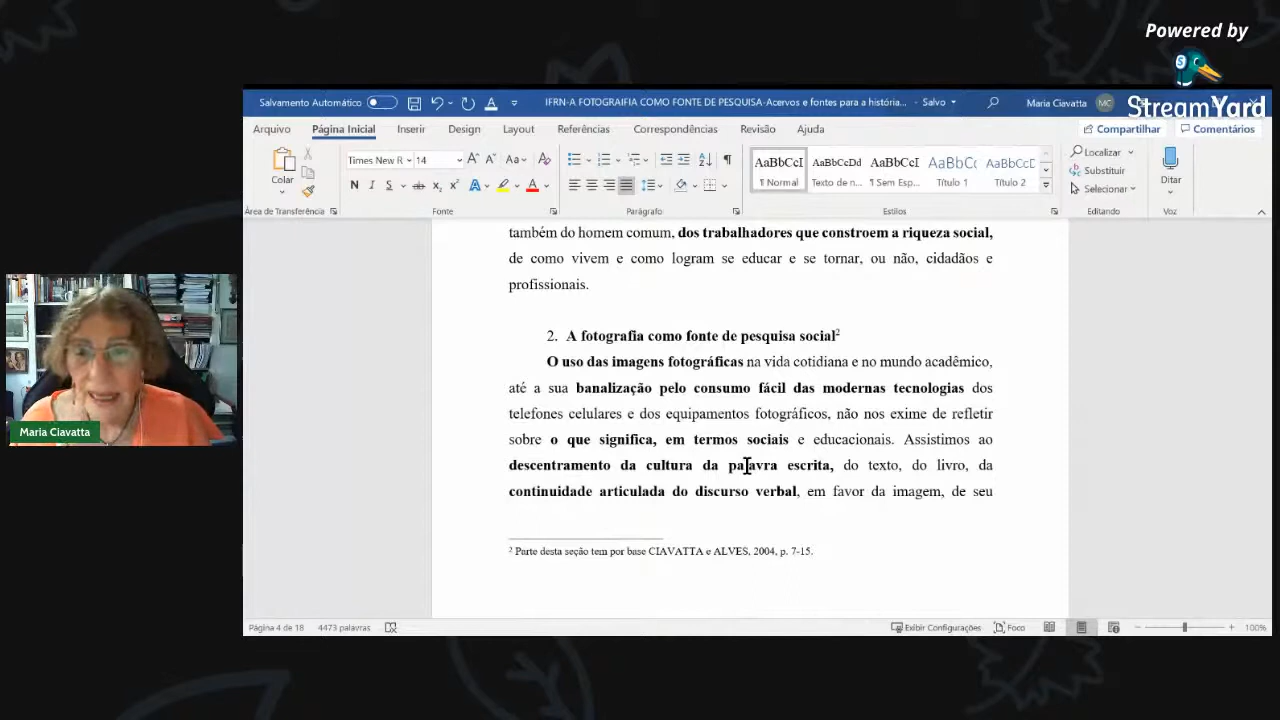 Powered by
StreamYard
Salvamento Automático
IFRN-A FOTOGRAIFIA COMO FONTE DE PESQUISA-Acervos e fontes para a história... - Salvo
Maria Ciavatta
MC
Arquivo
Página Inicial
Inserir
Design
Layout
Referências
Correspondências
Revisão
Ajuda
Compartilhar
Comentários
Colar
Times New R
14
AaBbCcI
¶ Normal
AaBbCcDd
Texto de n...
AaBbCcI
¶ Sem Esp...
AaBbCc
Título 1
AaBbCcD
Título 2
Localizar
Substituir
Selecionar
Ditar
Área de Transferência
Fonte
Parágrafo
Estilos
Editando
Voz
também do homem comum, dos trabalhadores que constroem a riqueza social,
de como vivem e como logram se educar e se tornar, ou não, cidadãos e
profissionais.
2. A fotografia como fonte de pesquisa social2
O uso das imagens fotográficas na vida cotidiana e no mundo acadêmico,
até a sua banalização pelo consumo fácil das modernas tecnologias dos
telefones celulares e dos equipamentos fotográficos, não nos exime de refletir
sobre o que significa, em termos sociais e educacionais. Assistimos ao
descentramento da cultura da palavra escrita, do texto, do livro, da
continuidade articulada do discurso verbal, em favor da imagem, de seu
2 Parte desta seção tem por base CIAVATTA e ALVES, 2004, p. 7-15.
Maria Ciavatta
Página 4 de 18
4473 palavras
Exibir Configurações
Foco
100%